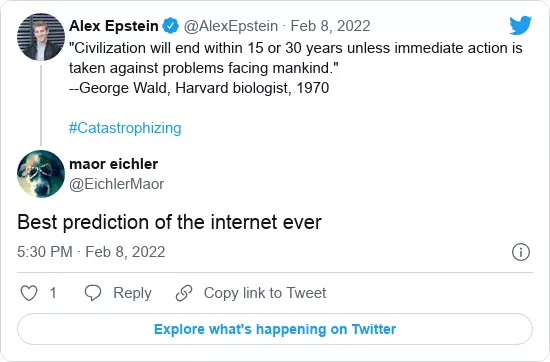 Alex Epstein @AlexEpstein · Feb 8, 2022
"Civilization will end within 15 or 30 years unless immediate action is
taken against problems facing mankind."
--George Wald, Harvard biologist, 1970
#Catastrophizing
maor eichler
@EichlerMaor
Best prediction of the internet ever
5:30 PM · Feb 8, 2022
1 Reply Copy link to Tweet
Explore what's happening on Twitter